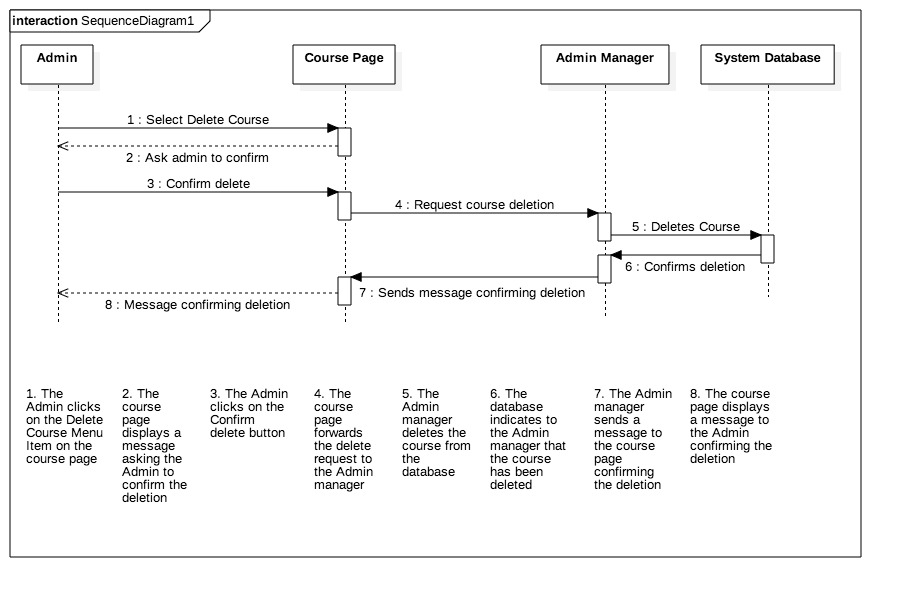 interaction SequenceDiagram1
Admin
Course Page
Admin Manager
System Database
1 : Select Delete Course
2 : Ask admin to confirm
3 : Confirm delete
4 : Request course deletion
5 : Deletes Course
6 : Confirms deletion
7 : Sends message confirming deletion
8 : Message confirming deletion
1. The
Admin clicks
on the Delete
Course Menu
Item on the
course page
2. The
course
page
displays a
message
asking the
Admin to
confirm the
deletion
3. The Admin
clicks on the
Confirm
delete button
4. The
course
page
forwards
the delete
request to
the Admin
manager
5. The
Admin
manager
deletes the
course from
the
database
6. The
database
indicates to
the Admin
manager that
the course
has been
deleted
7. The Admin
manager
sends a
message to
the course
page
confirming
the deletion
8. The course
page displays
a message to
the Admin
confirming the
deletion